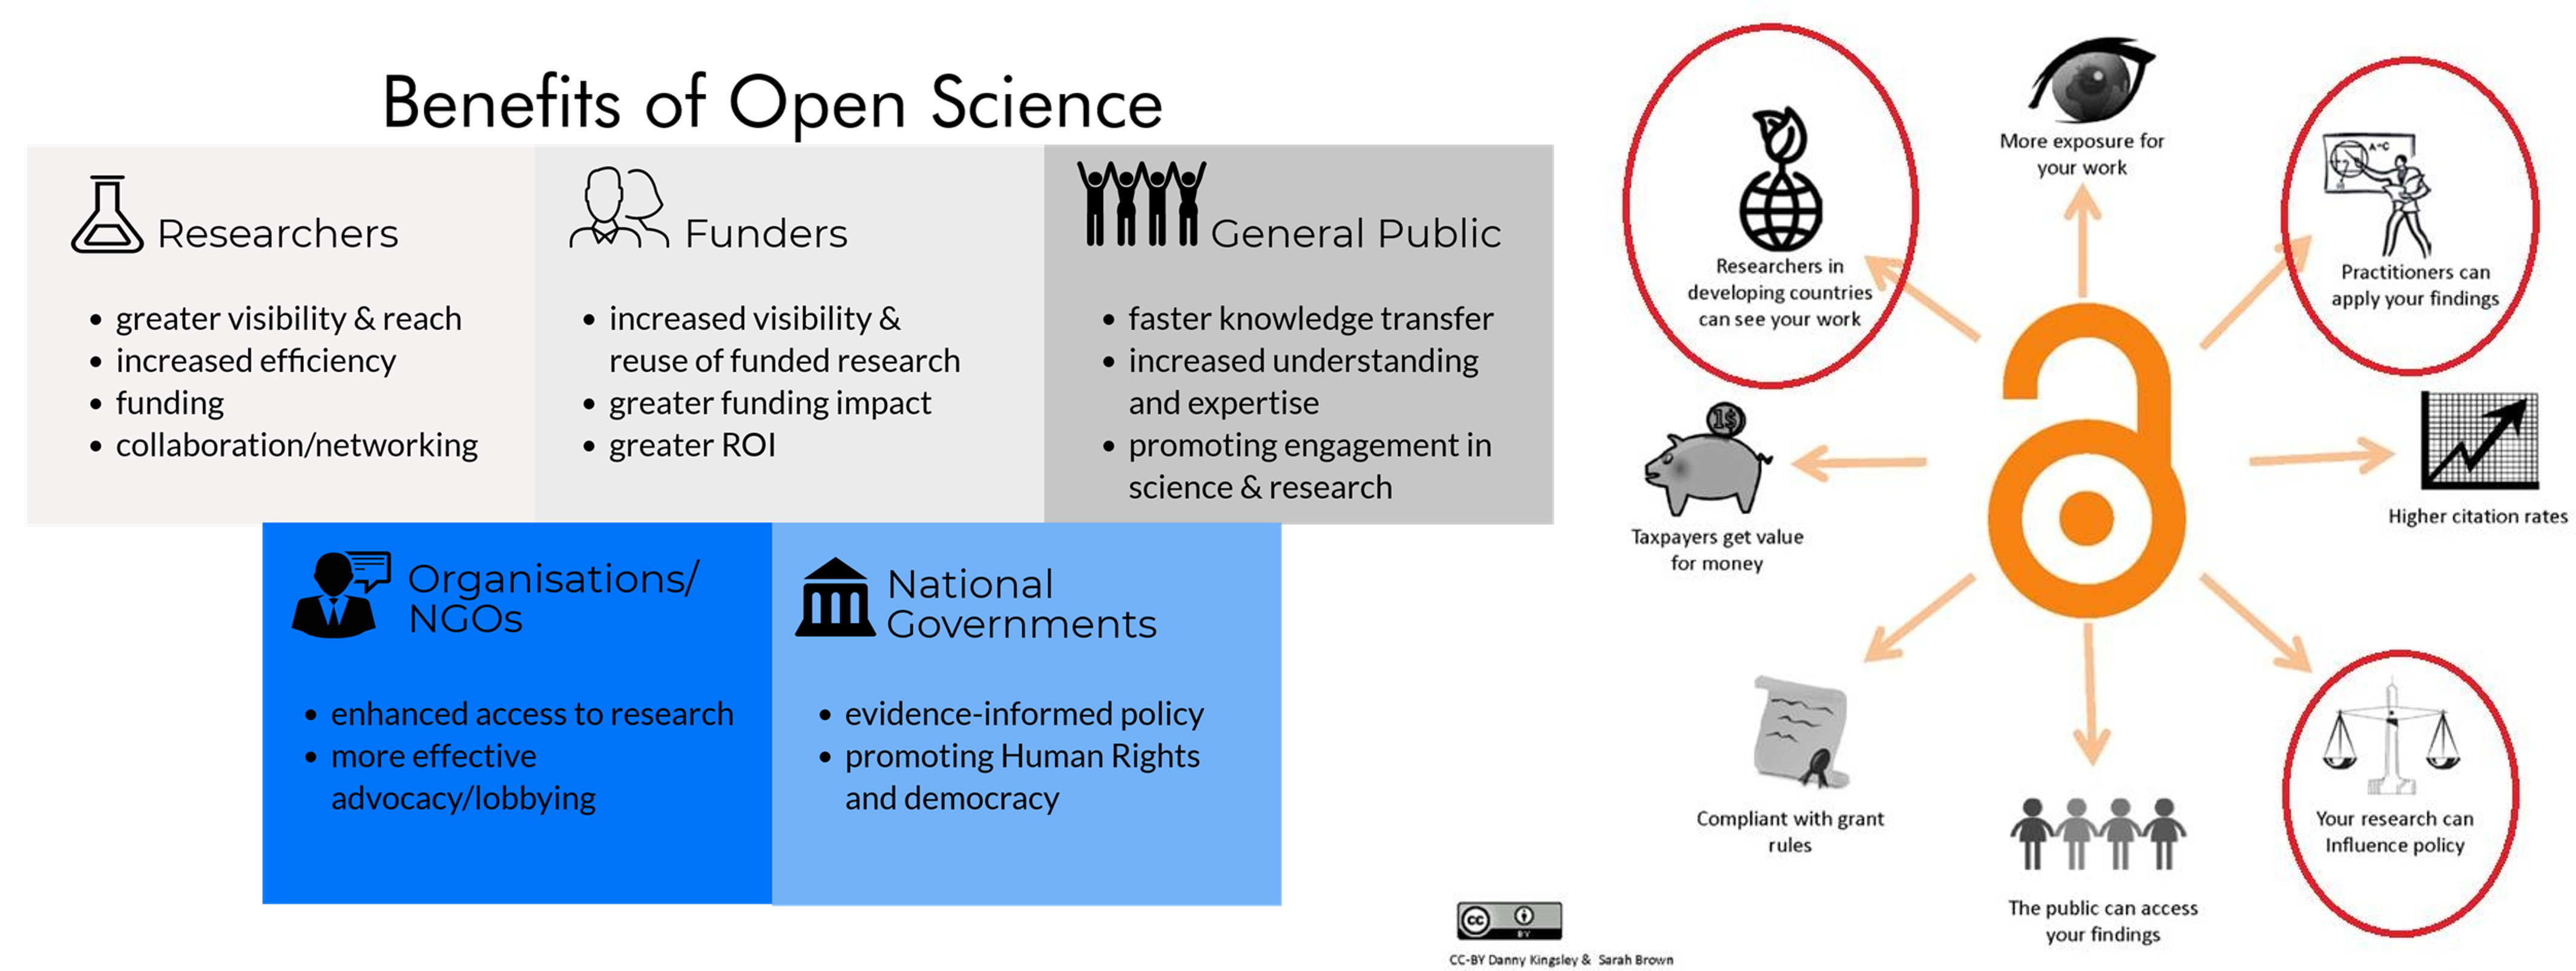 Benefits of Open Science
Researchers
• greater visibility & reach
• increased efficiency
• funding
• collaboration/networking
Funders
• increased visibility &
reuse of funded research
• greater funding impact
• greater ROI
General Public
• faster knowledge transfer
• increased understanding
and expertise
• promoting engagement in
science & research
Organisations/
NGOs
• enhanced access to research
• more effective
advocacy/lobbying
National
Governments
• evidence-informed policy
• promoting Human Rights
and democracy
Researchers in
developing countries
can see your work
More exposure for
your work
A-C
Practitioners can
apply your findings
1$
Taxpayers get value
for money
Higher citation rates
Compliant with grant
rules
The public can access
your findings
Your research can
Influence policy
cc
BY
CC-BY Danny Kingsley & Sarah Brown